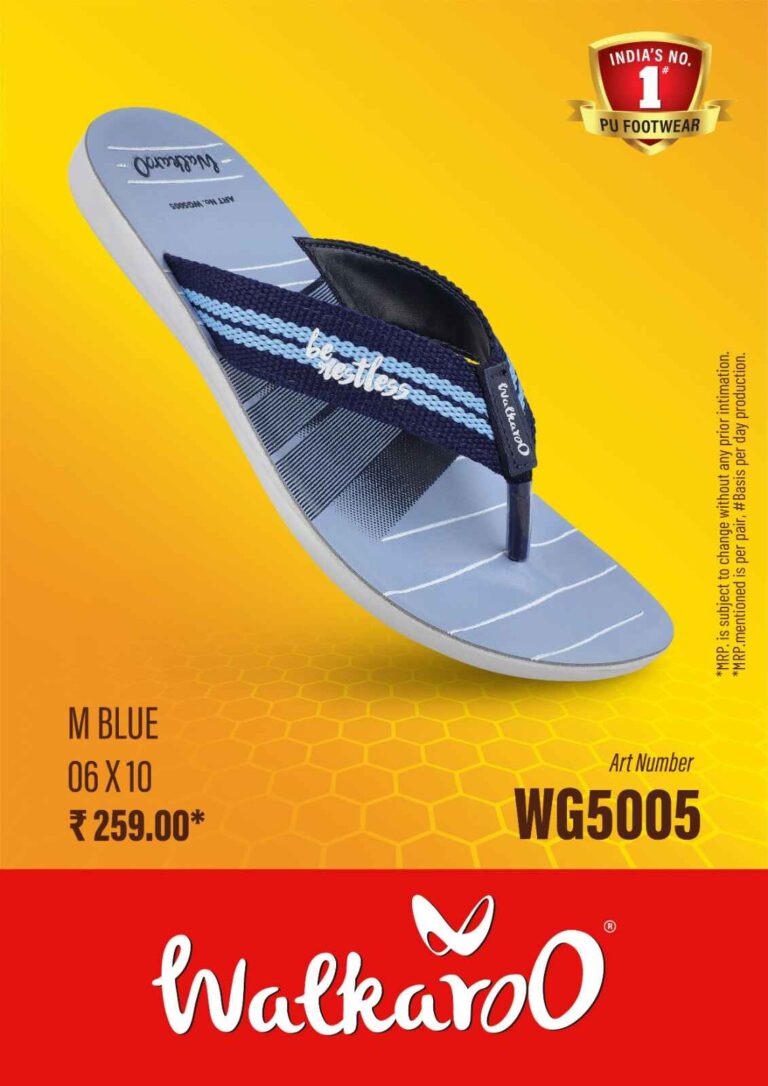 INDIA'S NO.
1#
PU FOOTWEAR
Walkaroo
ART No. WG5005
be
restless
Walkaroo
*MRP. is subject to change without any prior intimation.
*MRP.mentioned is per pair, #Basis per day production.
M BLUE
06 X 10
₹ 259.00*
Art Number
WG5005
Walkaroo®